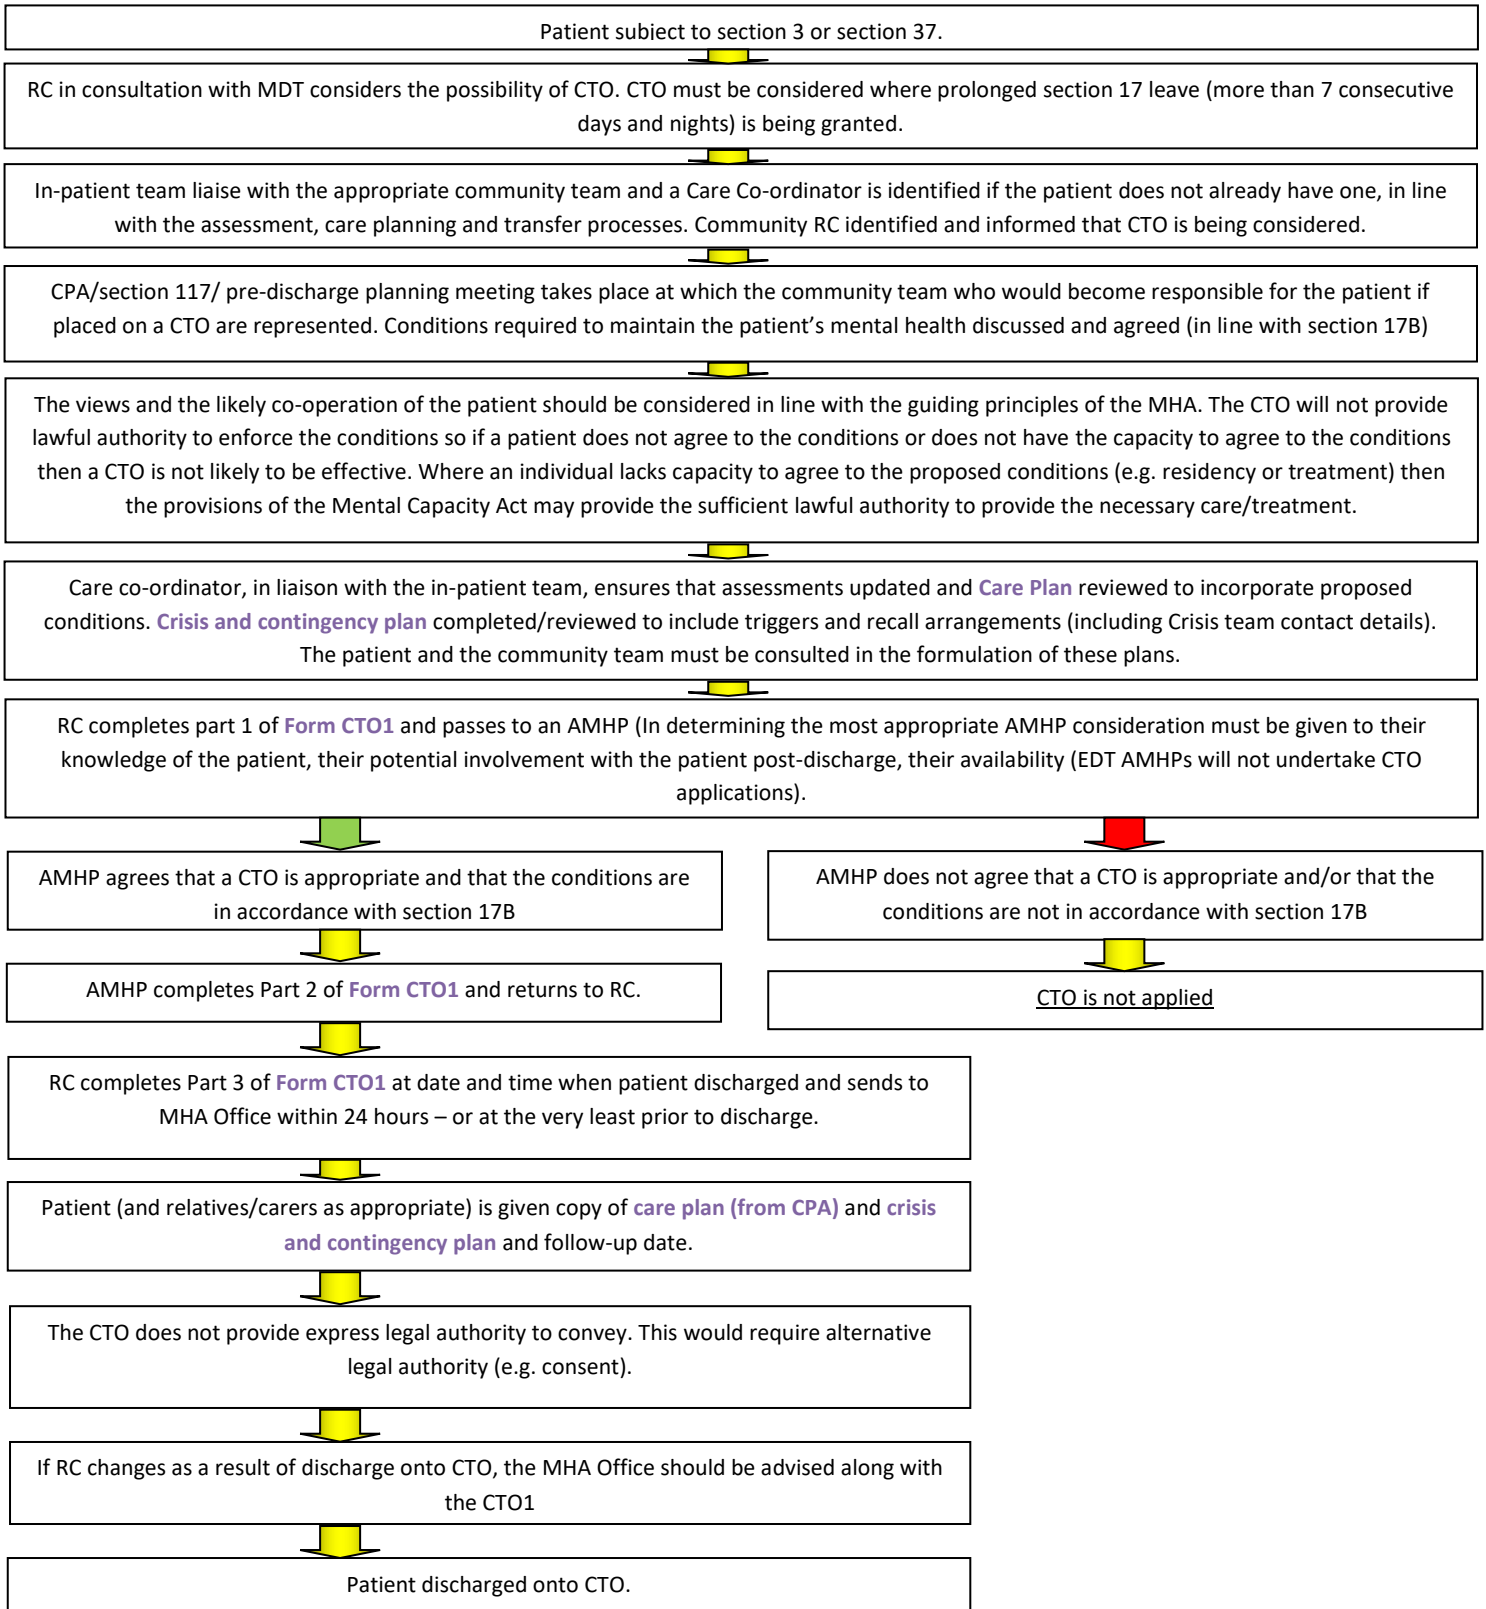 Patient subject to section 3 or section 37.
RC in consultation with MDT considers the possibility of CTO. CTO must be considered where prolonged section 17 leave (more than 7 consecutive
days and nights) is being granted.
In-patient team liaise with the appropriate community team and a Care Co-ordinator is identified if the patient does not already have one, in line
with the assessment, care planning and transfer processes. Community RC identified and informed that CTO is being considered.
CPA/section 117/ pre-discharge planning meeting takes place at which the community team who would become responsible for the patient if
placed on a CTO are represented. Conditions required to maintain the patient’s mental health discussed and agreed (in line with section 17B)
The views and the likely co-operation of the patient should be considered in line with the guiding principles of the MHA. The CTO will not provide
lawful authority to enforce the conditions so if a patient does not agree to the conditions or does not have the capacity to agree to the conditions
then a CTO is not likely to be effective. Where an individual lacks capacity to agree to the proposed conditions (e.g. residency or treatment) then
the provisions of the Mental Capacity Act may provide the sufficient lawful authority to provide the necessary care/treatment.
Care co-ordinator, in liaison with the in-patient team, ensures that assessments updated and Care Plan reviewed to incorporate proposed
conditions. Crisis and contingency plan completed/reviewed to include triggers and recall arrangements (including Crisis team contact details).
The patient and the community team must be consulted in the formulation of these plans.
RC completes part 1 of Form CTO1 and passes to an AMHP (In determining the most appropriate AMHP consideration must be given to their
knowledge of the patient, their potential involvement with the patient post-discharge, their availability (EDT AMHPs will not undertake CTO
applications).
AMHP agrees that a CTO is appropriate and that the conditions are
in accordance with section 17B
AMHP does not agree that a CTO is appropriate and/or that the
conditions are not in accordance with section 17B
AMHP completes Part 2 of Form CTO1 and returns to RC.
CTO is not applied
RC completes Part 3 of Form CTO1 at date and time when patient discharged and sends to
MHA Office within 24 hours – or at the very least prior to discharge.
Patient (and relatives/carers as appropriate) is given copy of care plan (from CPA) and crisis
and contingency plan and follow-up date.
The CTO does not provide express legal authority to convey. This would require alternative
legal authority (e.g. consent).
If RC changes as a result of discharge onto CTO, the MHA Office should be advised along with
the CTO1
Patient discharged onto CTO.